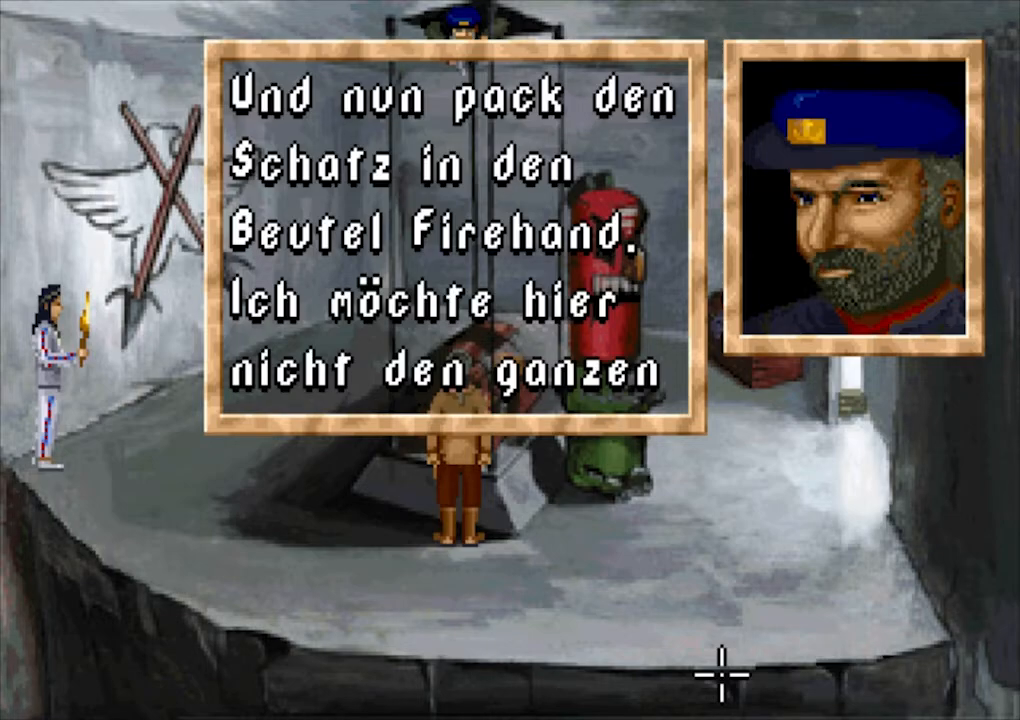 Und nun pack den
Schatz in den
Beutel Firehand.
Ich möchte hier
nicht den ganzen